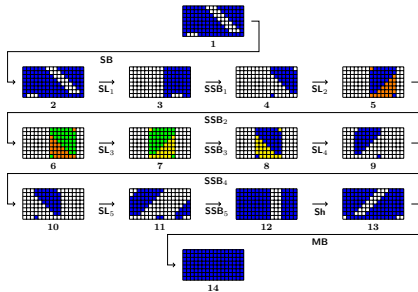 1
SB
2 SL₁ 3 SSB₁ 4 SL₂ 5
SSB₂
6 SL₃ 7 SSB₃ 8 SL₄ 9
SSB₄
10 SL₅ 11 SSB₅ 12 Sh 13
MB
14